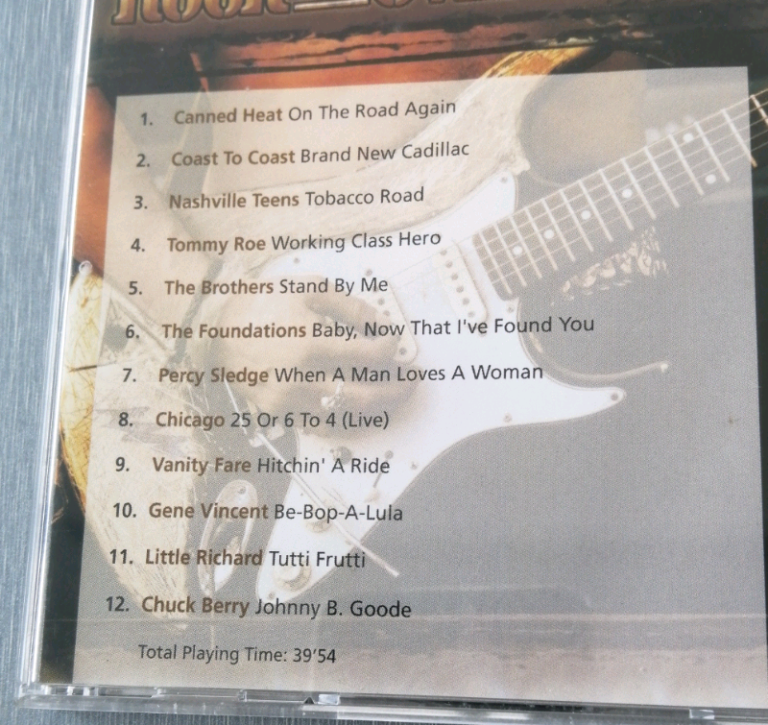 1. Canned Heat On The Road Again
2. Coast To Coast Brand New Cadillac
3. Nashville Teens Tobacco Road
4. Tommy Roe Working Class Hero
5. The Brothers Stand By Me
6. The Foundations Baby, Now That I've Found You
7. Percy Sledge When A Man Loves A Woman
8. Chicago 25 Or 6 To 4 (Live)
9. Vanity Fare Hitchin' A Ride
10. Gene Vincent Be-Bop-A-Lula
11. Little Richard Tutti Frutti
12. Chuck Berry Johnny B. Goode
Total Playing Time: 39'54